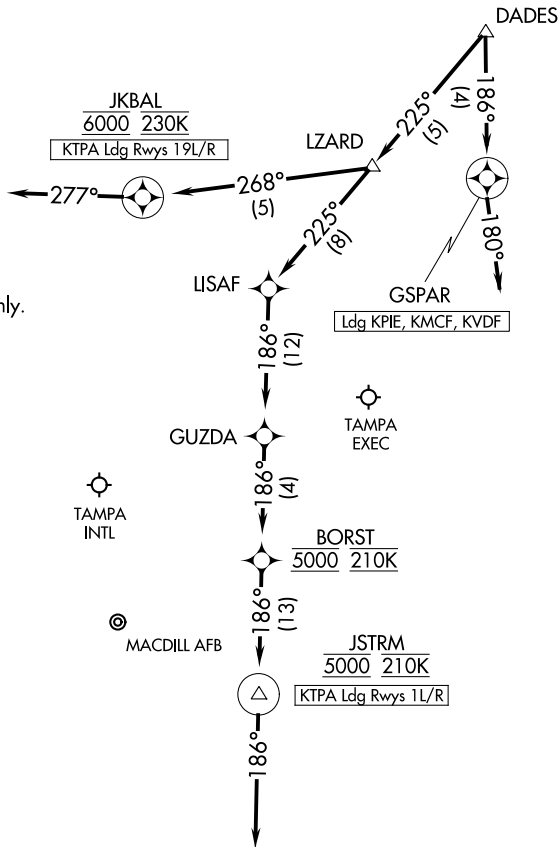 DADES
186°
(4)
225°
(5)
JKBAL
6000 230K
KTPA Ldg Rwys 19L/R
LZARD
277°
268°
(5)
225°
(8)
180°
LISAF
GSPAR
Ldg KPIE, KMCF, KVDF
nly.
186°
(12)
TAMPA
EXEC
GUZDA
186°
(4)
TAMPA
INTL
BORST
5000 210K
186°
(13)
MACDILL AFB
JSTRM
5000 210K
KTPA Ldg Rwys 1L/R
186°